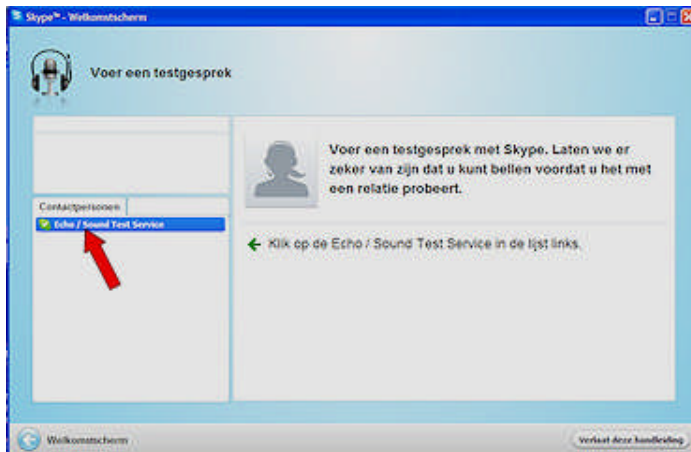 Skype™ - Welkomstscherm
Voer een testgesprek
Voer een testgesprek met Skype. Laten we er
zeker van zijn dat u kunt bellen voordat u het met
een relatie probeert.
Contactpersonen
Echo / Sound Test Service
Klik op de Echo / Sound Test Service in de lijst links.
Welkomstscherm
Verlaat deze handleiding